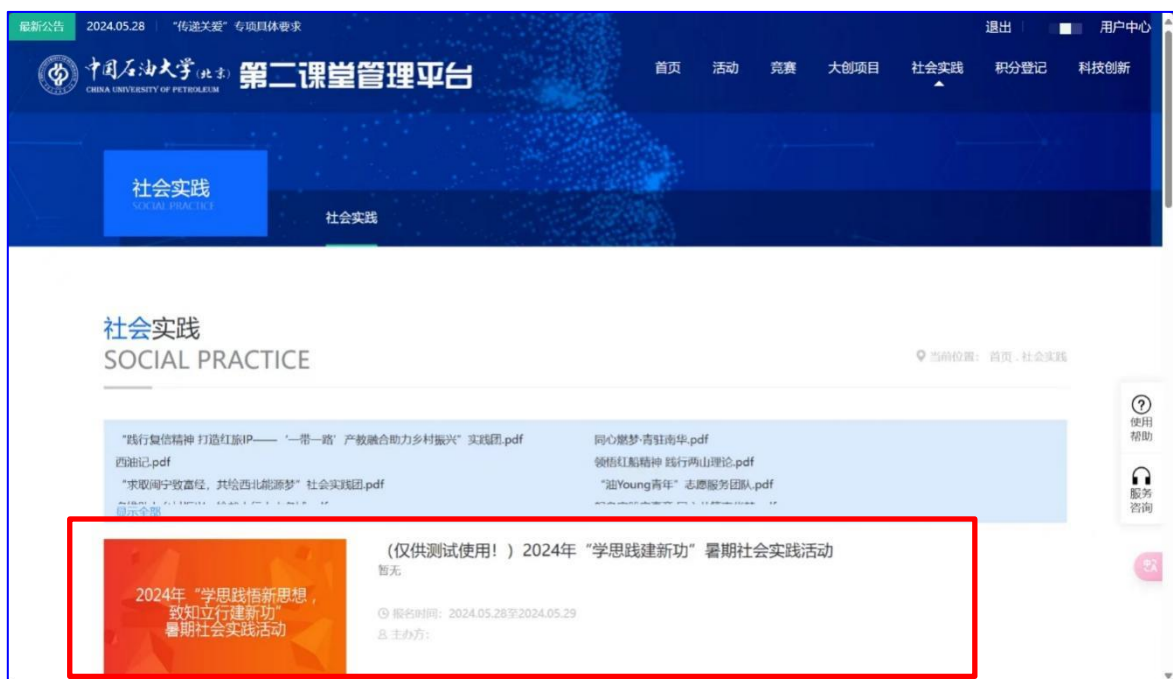 最新公告 2024.05.28 “传递关爱”专项具体要求 退出 用户中心
中国石油大学(北京) 第二课堂管理平台 首页 活动 竞赛 大创项目 社会实践 积分登记 科技创新
CHINA UNIVERSITY OF PETROLEUM
社会实践
SOCIAL PRACTICE
社会实践
社会实践
SOCIAL PRACTICE
当前位置: 首页 . 社会实践
“践行复信精神 打造红旅IP——‘一带一路’产教融合助力乡村振兴”实践团.pdf 同心燃梦·青驻南华.pdf
西油记.pdf 领悟红船精神 践行两山理论.pdf
“求取闽宁致富经，共绘西北能源梦”社会实践团.pdf “油Young青年”志愿服务团队.pdf
显示全部
使用
帮助
服务
咨询
（仅供测试使用！）2024年“学思践建新功”暑期社会实践活动
暂无
报名时间：2024.05.28至2024.05.29
主办方：
2024年“学思践悟新思想，
致知立行建新功”
暑期社会实践活动